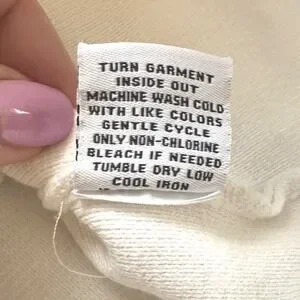 TURN GARMENT
INSIDE OUT
MACHINE WASH COLD
WITH LIKE COLORS
GENTLE CYCLE
ONLY NON-CHLORINE
BLEACH IF NEEDED
TUMBLE DRY LOW
COOL IRON